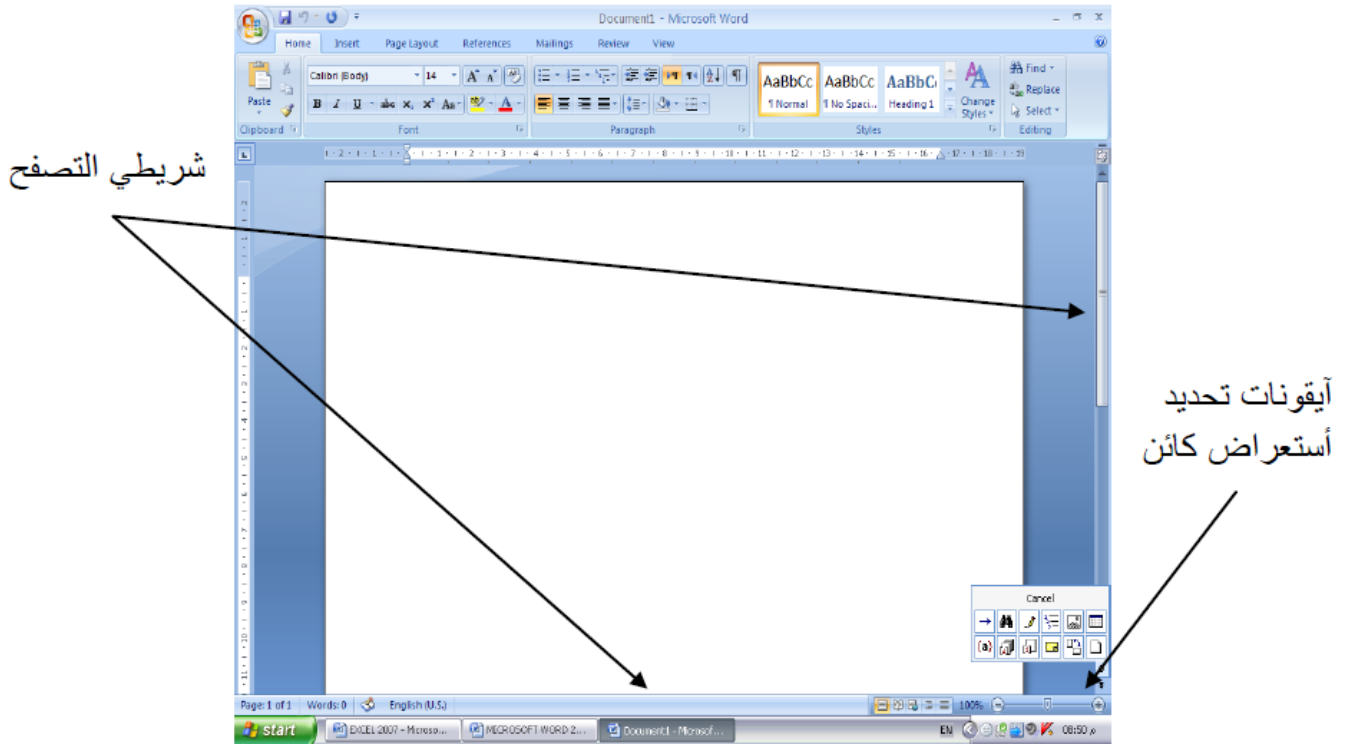 Document1 - Microsoft Word
Home Insert Page Layout References Mailings Review View
Calibri (Body) 14
AaBbCc AaBbCc AaBbC
Find
Replace
Select
Paste
B I U abc x, x² Aa A
¶ Normal ¶ No Spaci... Heading 1
Change Styles
Clipboard Font Paragraph Styles Editing
شريطي التصفح
آيقونات تحديد
أستعراض كائن
Cancel
Page: 1 of 1 Words: 0 English (U.S.) 100%
start EXCEL 2007 - Microso... MICROSOFT WORD 2... Document1 - Microsof... EN 08:50 م